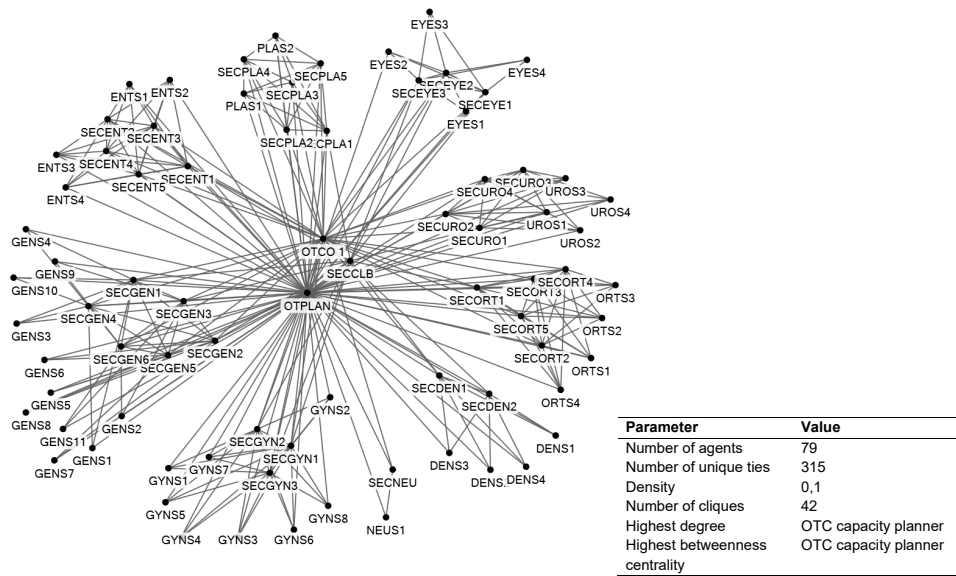 EYES3
PLAS2
EYES2
SECPLA4
SECPLA5
EYES4
SECEYE2
SECEYE3
ENTS1
ENTS2
SECPLA3
PLAS1
SECEYE1
EYES1
SECENT3
SECPLA2
CPLA1
ENTS3
SECENT4
SECENT5
SECENT1
ENTS4
SECURO3
SECURO4
UROS3
UROS4
SECURO2
UROS1
SECURO1
UROS2
GENS4
OTCO 1
GENS9
SECCLB
GENS10
SECGEN1
SECORT4
SECORT3
ORTS3
SECORT1
OTPLAN
SECGEN3
SECGEN4
GENS3
SECORT5
ORTS2
SECGEN2
SECGEN6
SECGEN5
SECORT2
GENS6
ORTS1
SECDEN1
GENS5
ORTS4
SECDEN2
GYNS2
GENS8
GENS2
GENS11
SECGYN2
DENS1
GENS1
SECGYN1
GENS7
GYNS7
DENS3
GYNS1
SECGYN3
SECNEU
DENS
DENS4
GYNS5
GYNS8
GYNS4
GYNS3
GYNS6
NEUS1
Parameter Value
Number of agents 79
Number of unique ties 315
Density 0,1
Number of cliques 42
Highest degree OTC capacity planner
Highest betweenness OTC capacity planner
centrality